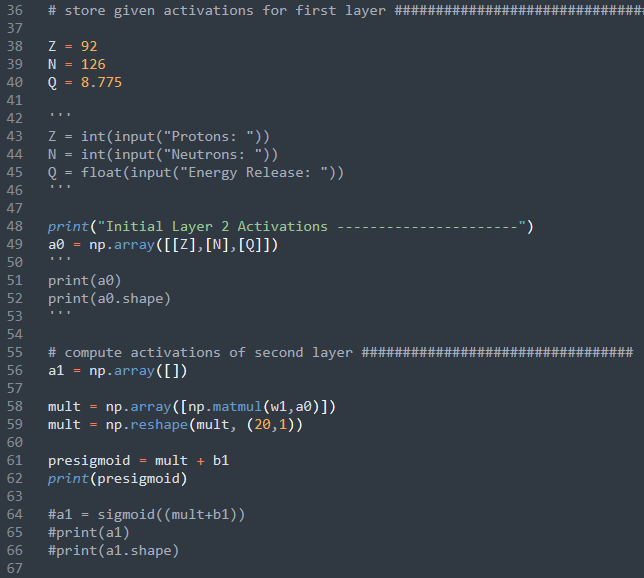 36 # store given activations for first layer ##############################
37
38 Z = 92
39 N = 126
40 Q = 8.775
41
42 '''
43 Z = int(input("Protons: "))
44 N = int(input("Neutrons: "))
45 Q = float(input("Energy Release: "))
46 '''
47
48 print("Initial Layer 2 Activations ----------------------")
49 a0 = np.array([[Z],[N],[Q]])
50 '''
51 print(a0)
52 print(a0.shape)
53 '''
54
55 # compute activations of second layer #################################
56 a1 = np.array([])
57
58 mult = np.array([np.matmul(w1,a0)])
59 mult = np.reshape(mult, (20,1))
60
61 presigmoid = mult + b1
62 print(presigmoid)
63
64 #a1 = sigmoid((mult+b1))
65 #print(a1)
66 #print(a1.shape)
67